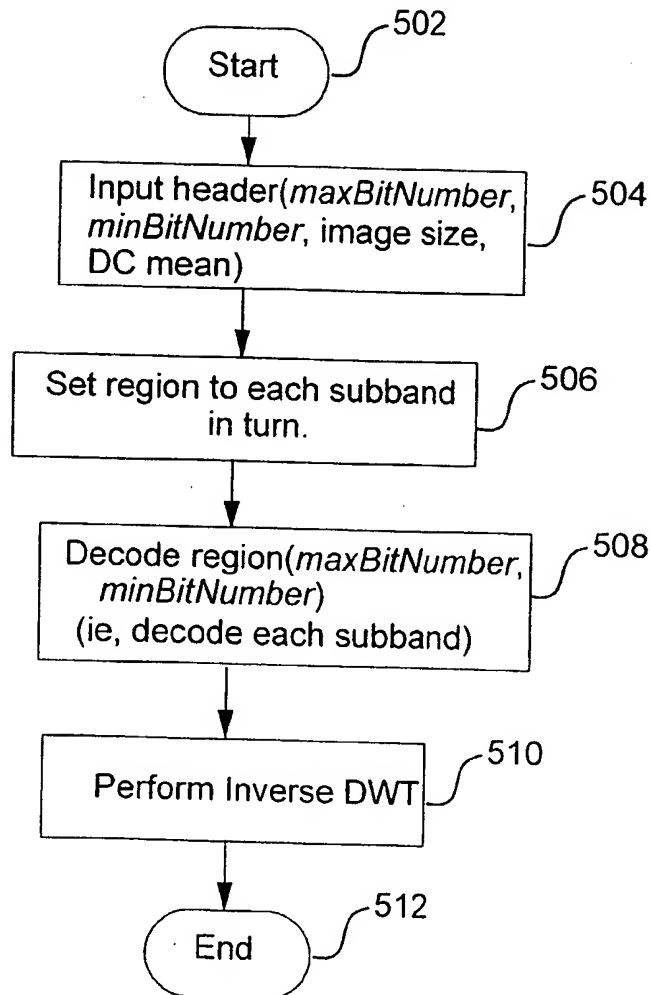 Start
502
Input header(maxBitNumber,
minBitNumber, image size,
DC mean)
504
Set region to each subband
in turn.
506
Decode region(maxBitNumber,
minBitNumber)
(ie, decode each subband)
508
Perform Inverse DWT
510
End
512